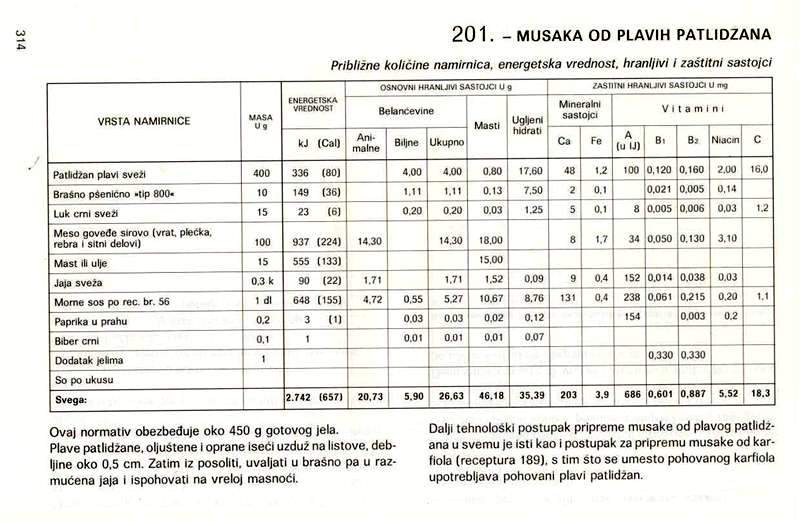 314
201. – MUSAKA OD PLAVIH PATLIDZANA
Približne količine namirnica, energetska vrednost, hranljivi i zaštitni sastojci
VRSTA NAMIRNICE MASA U g ENERGETSKA VREDNOST OSNOVNI HRANLJIVI SASTOJCI U g ZAŠTITNI HRANLJIVI SASTOJCI U mg
Belančevine Masti Ugljeni hidrati Mineralni sastojci Vitamini
kJ (Cal) Ani-malne Biljne Ukupno Ca Fe A (u IJ) B1 B2 Niacin C
Patlidžan plavi sveži 400 336 (80) 4,00 4,00 0,80 17,60 48 1,2 100 0,120 0,160 2,00 16,0
Brašno pšenično »tip 800« 10 149 (36) 1,11 1,11 0,13 7,50 2 0,1 0,021 0,005 0,14
Luk crni sveži 15 23 (6) 0,20 0,20 0,03 1,25 5 0,1 8 0,005 0,006 0,03 1,2
Meso goveđe sirovo (vrat, plećka,
rebra i sitni delovi) 100 937 (224) 14,30 14,30 18,00 8 1,7 34 0,050 0,130 3,10
Mast ili ulje 15 555 (133) 15,00
Jaja sveža 0,3 k 90 (22) 1,71 1,71 1,52 0,09 9 0,4 152 0,014 0,038 0,03
Morne sos po rec. br. 56 1 dl 648 (155) 4,72 0,55 5,27 10,67 8,76 131 0,4 238 0,061 0,215 0,20 1,1
Paprika u prahu 0,2 3 (1) 0,03 0,03 0,02 0,12 154 0,003 0,2
Biber crni 0,1 1 0,01 0,01 0,01 0,07
Dodatak jelima 1 0,330 0,330
So po ukusu
Svega: 2.742 (657) 20,73 5,90 26,63 46,18 35,39 203 3,9 686 0,601 0,887 5,52 18,3
Ovaj normativ obezbeđuje oko 450 g gotovog jela.
Plave patlidžane, oljuštene i oprane iseći uzduž na listove, deb-
ljine oko 0,5 cm. Zatim iz posoliti, uvaljati u brašno pa u raz-
mućena jaja i ispohovati na vreloj masnoći.
Dalji tehnološki postupak pripreme musake od plavog patlidž-
ana u svemu je isti kao i postupak za pripremu musake od kar-
fiola (receptura 189), s tim što se umesto pohovanog karfiola
upotrebljava pohovani plavi patlidžan.